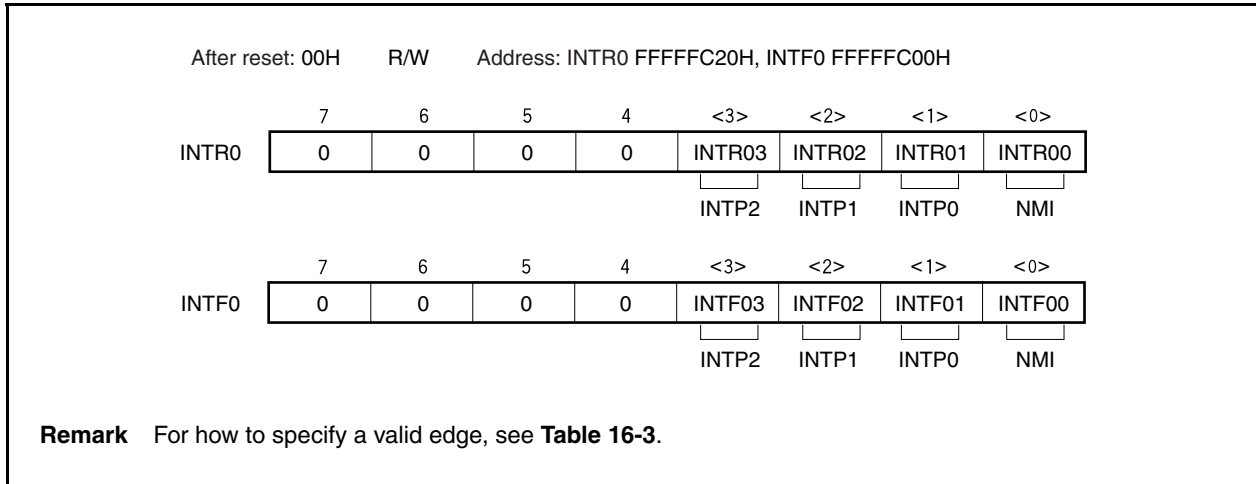 After reset: 00H R/W Address: INTR0 FFFFFC20H, INTF0 FFFFFC00H
7 6 5 4 <3> <2> <1> <0>
INTR0 0 0 0 0 INTR03 INTR02 INTR01 INTR00
INTP2 INTP1 INTP0 NMI
7 6 5 4 <3> <2> <1> <0>
INTF0 0 0 0 0 INTF03 INTF02 INTF01 INTF00
INTP2 INTP1 INTP0 NMI
Remark For how to specify a valid edge, see Table 16-3.